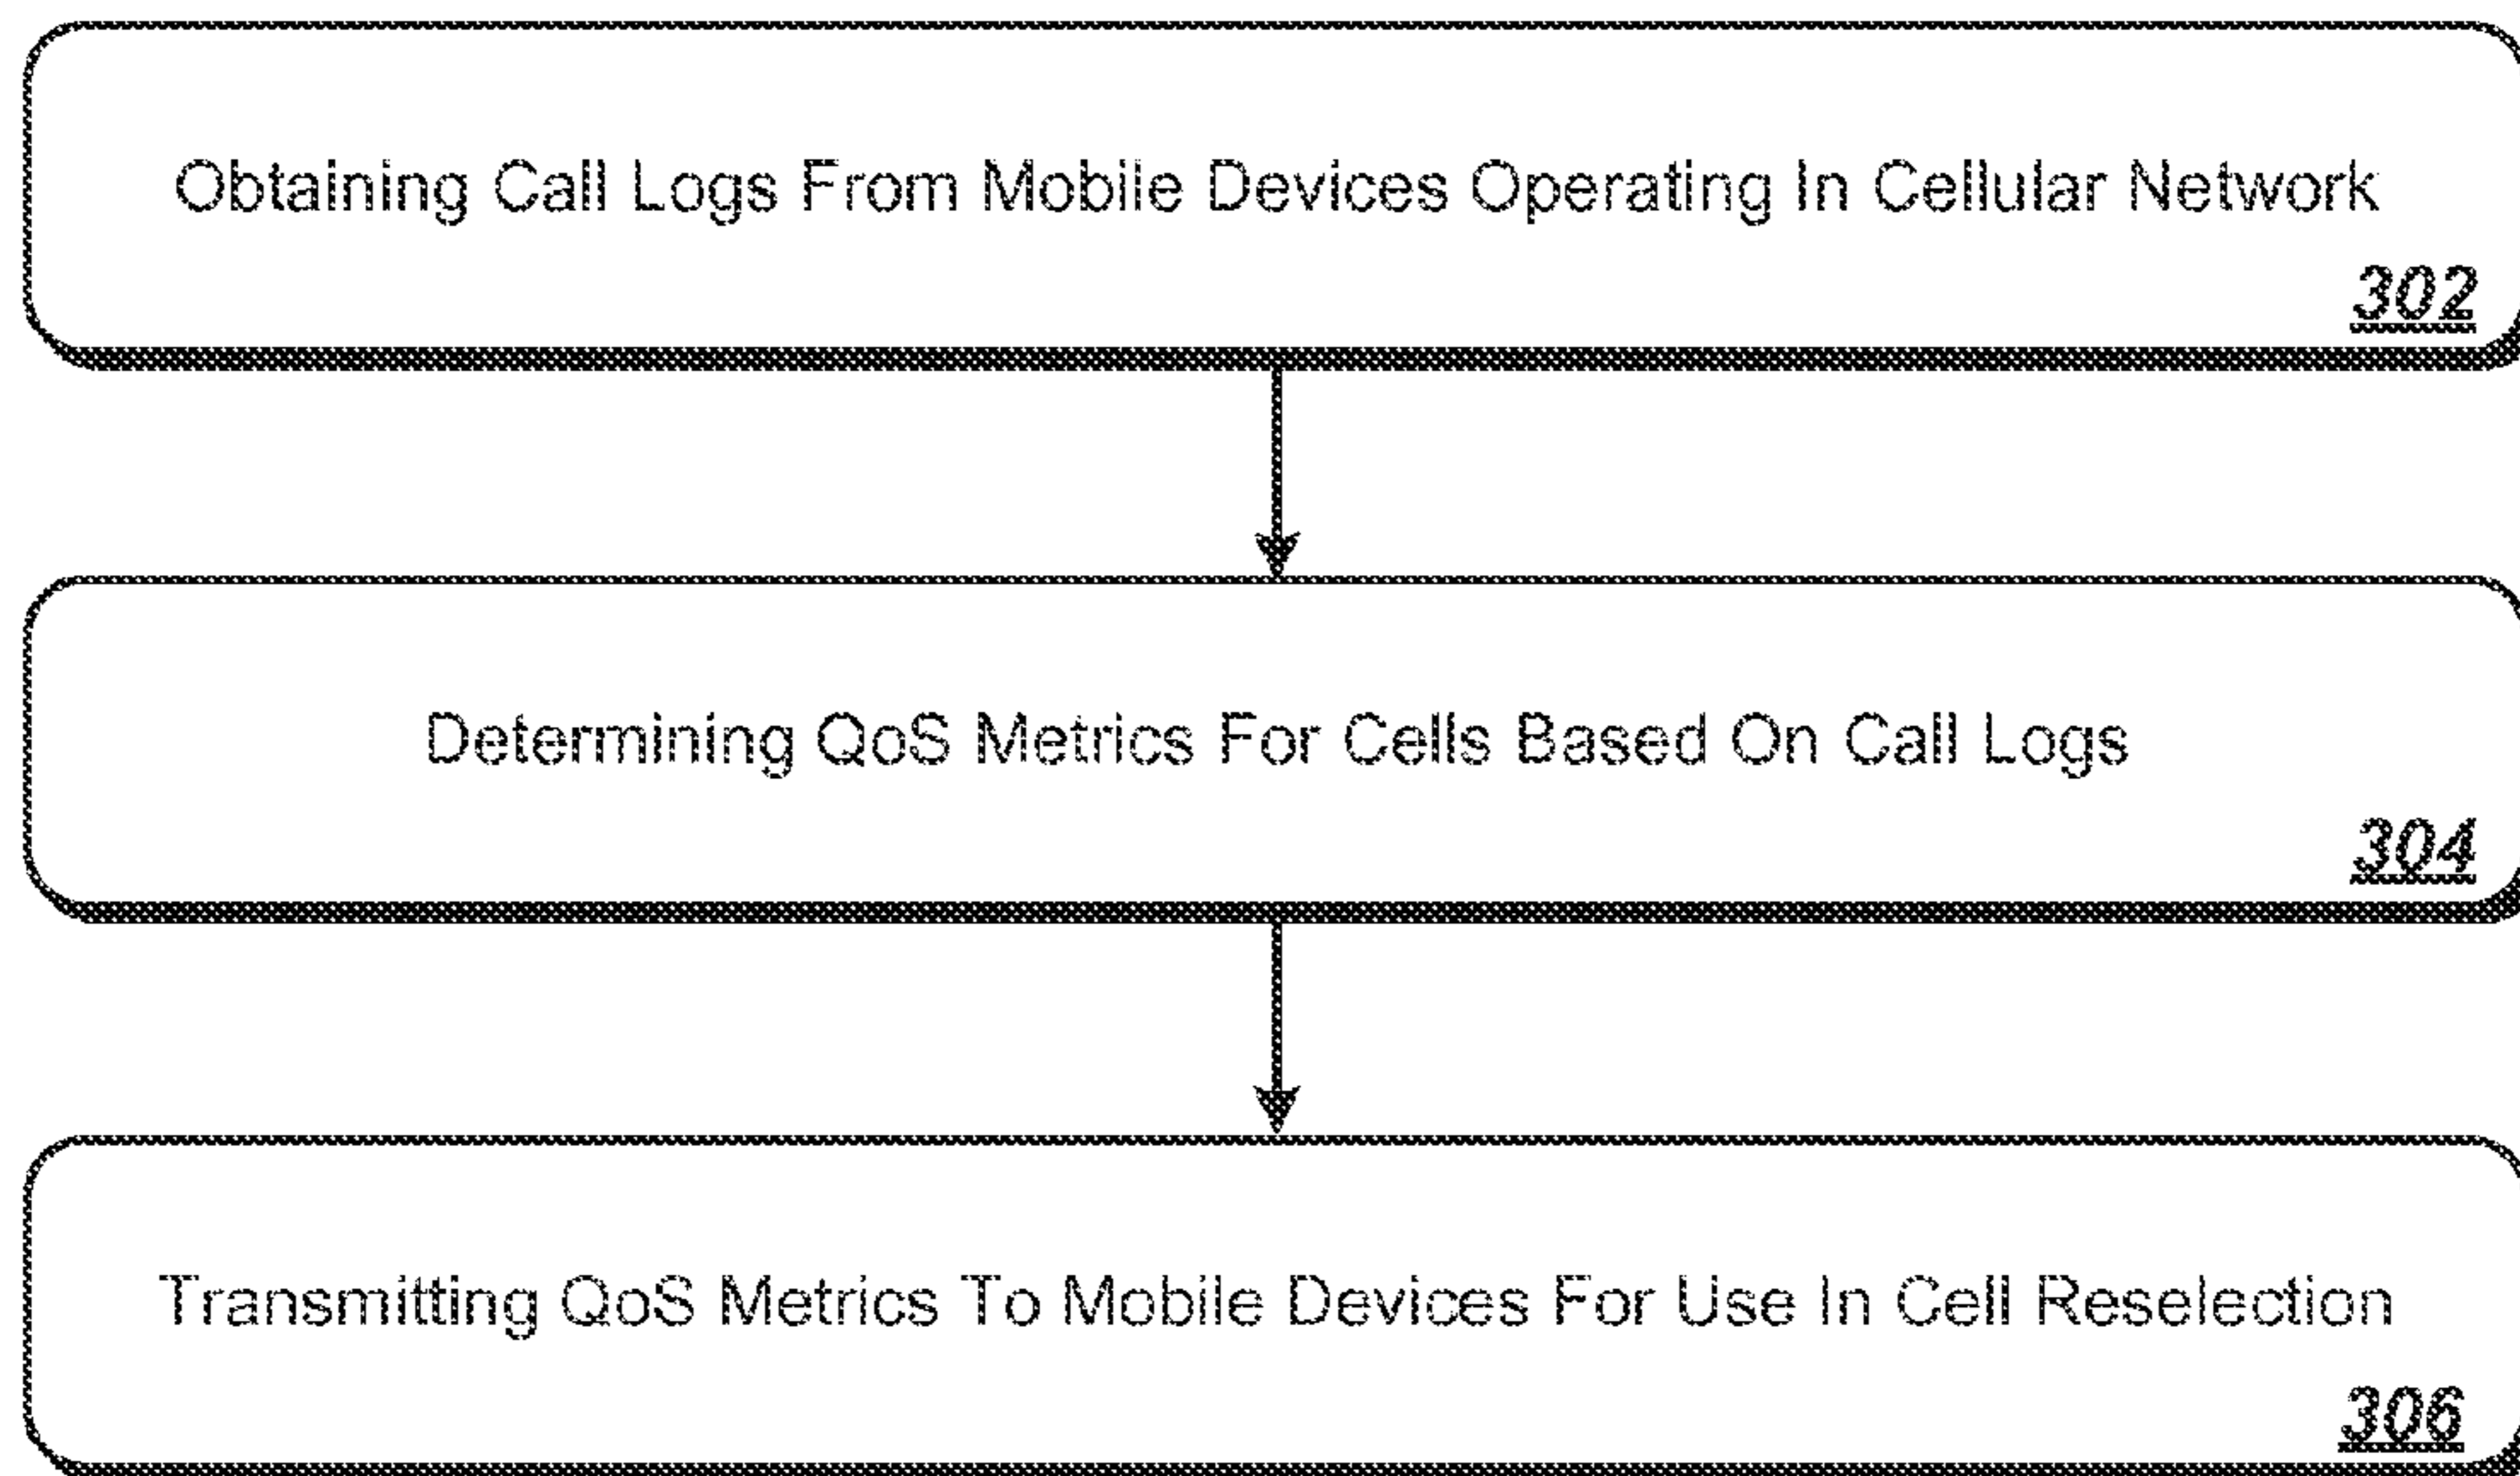 Obtaining Call Logs From Mobile Devices Operating In Cellular Network
302
Determining QoS Metrics For Cells Based On Call Logs
304
Transmitting QoS Metrics To Mobile Devices For Use In Cell Reselection
306